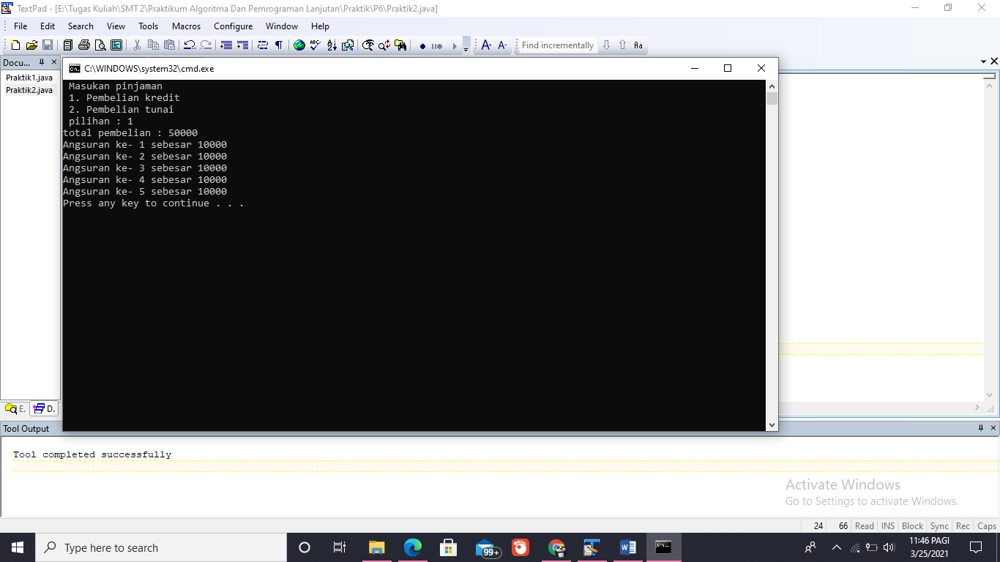 TextPad - [E:\Tugas Kuliah\SMT 2\Praktikum Algoritma Dan Pemrograman Lanjutan\Praktik\P6\Praktik2.java]
File Edit Search View Tools Macros Configure Window Help
Find incrementally
Docu...
Praktik1.java
Praktik2.java
C:\WINDOWS\system32\cmd.exe
Masukan pinjaman
1. Pembelian kredit
2. Pembelian tunai
pilihan : 1
total pembelian : 50000
Angsuran ke- 1 sebesar 10000
Angsuran ke- 2 sebesar 10000
Angsuran ke- 3 sebesar 10000
Angsuran ke- 4 sebesar 10000
Angsuran ke- 5 sebesar 10000
Press any key to continue . . .
E. D.
Tool Output
Tool completed successfully
Activate Windows
Go to Settings to activate Windows.
24 66 Read INS Block Sync Rec Caps
Type here to search
99+
11:46 PAGI
3/25/2021